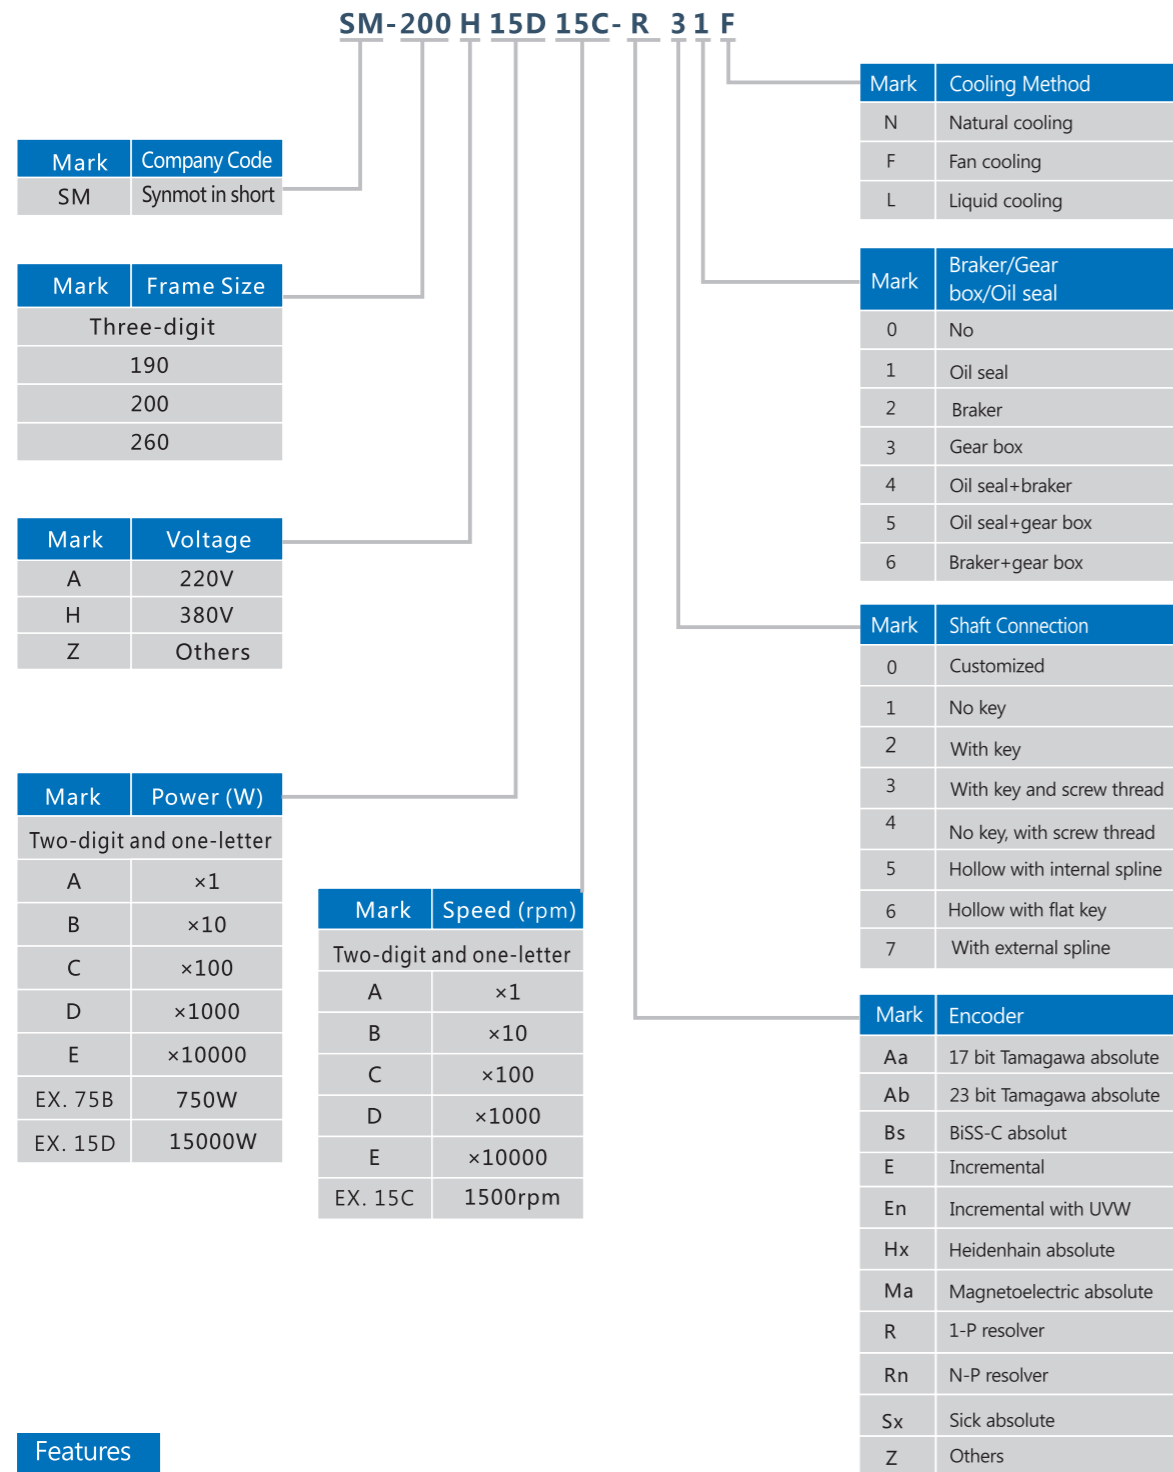 SM-200 H 15D 15C- R 3 1 F
Mark Company Code
SM Synmot in short
Mark Frame Size
Three-digit
190
200
260
Mark Voltage
A 220V
H 380V
Z Others
Mark Power (W)
Two-digit and one-letter
A ×1
B ×10
C ×100
D ×1000
E ×10000
EX. 75B 750W
EX. 15D 15000W
Mark Speed (rpm)
Two-digit and one-letter
A ×1
B ×10
C ×100
D ×1000
E ×10000
EX. 15C 1500rpm
Mark Cooling Method
N Natural cooling
F Fan cooling
L Liquid cooling
Mark Braker/Gear
box/Oil seal
0 No
1 Oil seal
2 Braker
3 Gear box
4 Oil seal+braker
5 Oil seal+gear box
6 Braker+gear box
Mark Shaft Connection
0 Customized
1 No key
2 With key
3 With key and screw thread
4 No key, with screw thread
5 Hollow with internal spline
6 Hollow with flat key
7 With external spline
Mark Encoder
Aa 17 bit Tamagawa absolute
Ab 23 bit Tamagawa absolute
Bs BiSS-C absolut
E Incremental
En Incremental with UVW
Hx Heidenhain absolute
Ma Magnetoelectric absolute
R 1-P resolver
Rn N-P resolver
Sx Sick absolute
Z Others
Features